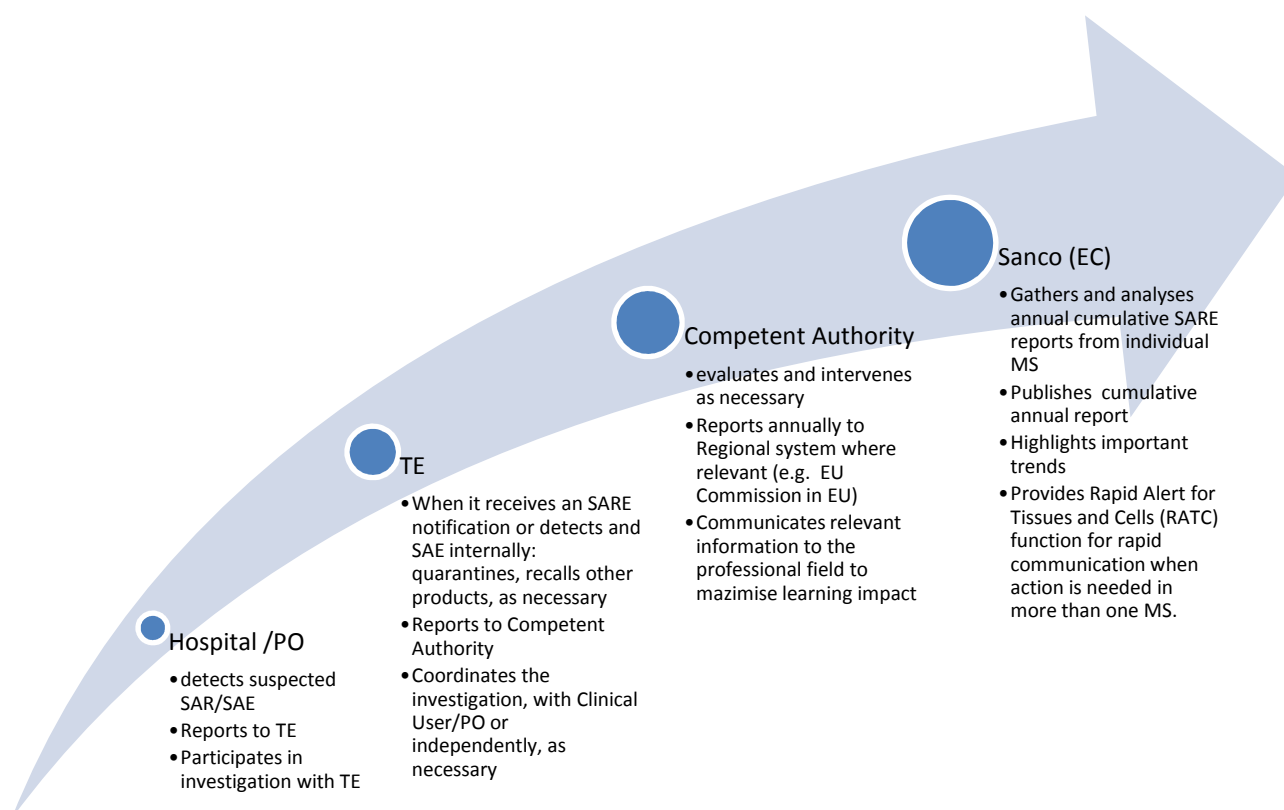 Hospital /PO
•detects suspected
SAR/SAE
•Reports to TE
•Participates in
investigation with TE
TE
•When it receives an SARE
notification or detects and
SAE internally:
quarantines, recalls other
products, as necessary
•Reports to Competent
Authority
•Coordinates the
investigation, with Clinical
User/PO or
independently, as
necessary
Competent Authority
•evaluates and intervenes
as necessary
•Reports annually to
Regional system where
relevant (e.g. EU
Commission in EU)
•Communicates relevant
information to the
professional field to
mazimise learning impact
Sanco (EC)
•Gathers and analyses
annual cumulative SARE
reports from individual
MS
•Publishes cumulative
annual report
•Highlights important
trends
•Provides Rapid Alert for
Tissues and Cells (RATC)
function for rapid
communication when
action is needed in
more than one MS.